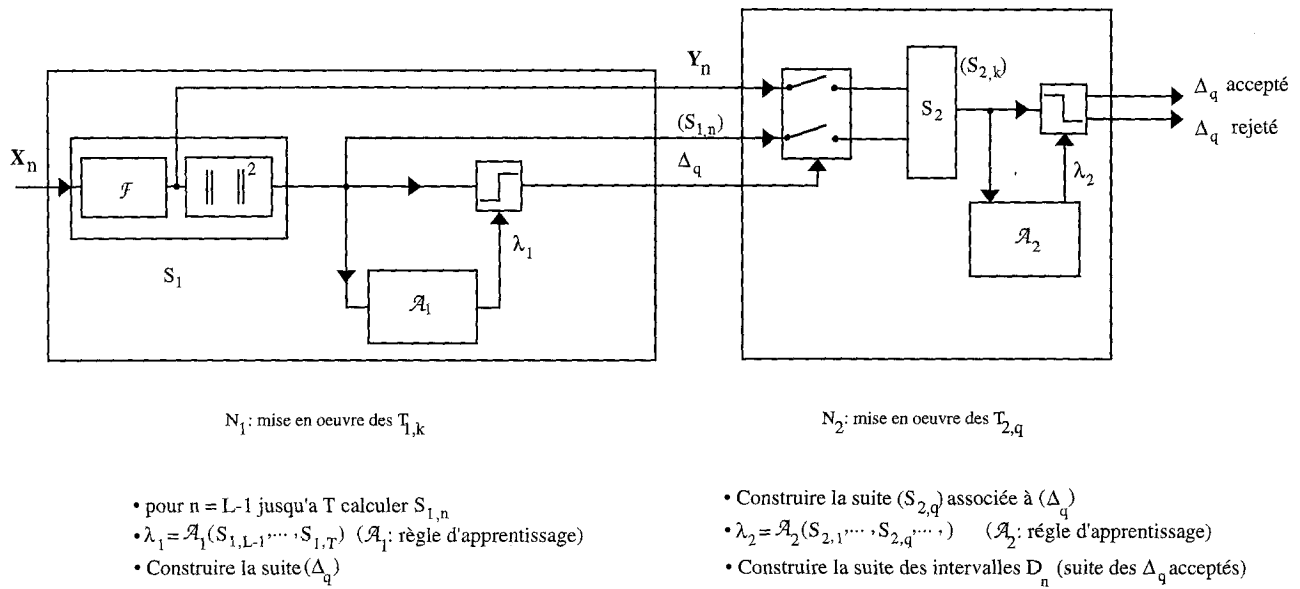 Y_n
(S_{2,k})
Δ_q accepté
S_2
(S_{1,n})
Δ_q rejeté
X_n
ℱ
|| ||^2
Δ_q
λ_2
λ_1
𝒜_2
S_1
𝒜_1
N_1: mise en oeuvre des T_{1,k}
N_2: mise en oeuvre des T_{2,q}
• pour n = L-1 jusqu'a T calculer S_{1,n}
• λ_1 = 𝒜_1(S_{1,L-1},..., S_{1,T}) (𝒜_1: règle d'apprentissage)
• Construire la suite (Δ_q)
• Construire la suite (S_{2,q}) associée à (Δ_q)
• λ_2 = 𝒜_2(S_{2,1},..., S_{2,q},..., ) (𝒜_2: régle d'apprentissage)
• Construire la suite des intervalles D_n (suite des Δ_q acceptés)